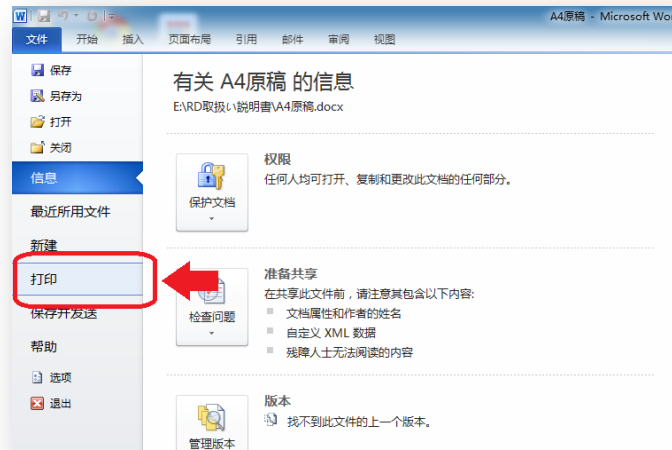 A4原稿 - Microsoft Wor
文件 开始 插入 页面布局 引用 邮件 审阅 视图
保存
另存为
打开
关闭
信息
最近所用文件
新建
打印
保存并发送
帮助
选项
退出
有关 A4原稿 的信息
E:\RD取扱い説明書\A4原稿.docx
保护文档
权限
任何人均可打开、复制和更改此文档的任何部分。
检查问题
准备共享
在共享此文件前，请注意其包含以下内容:
文档属性和作者的姓名
自定义 XML 数据
残障人士无法阅读的内容
管理版本
版本
找不到此文件的上一个版本。